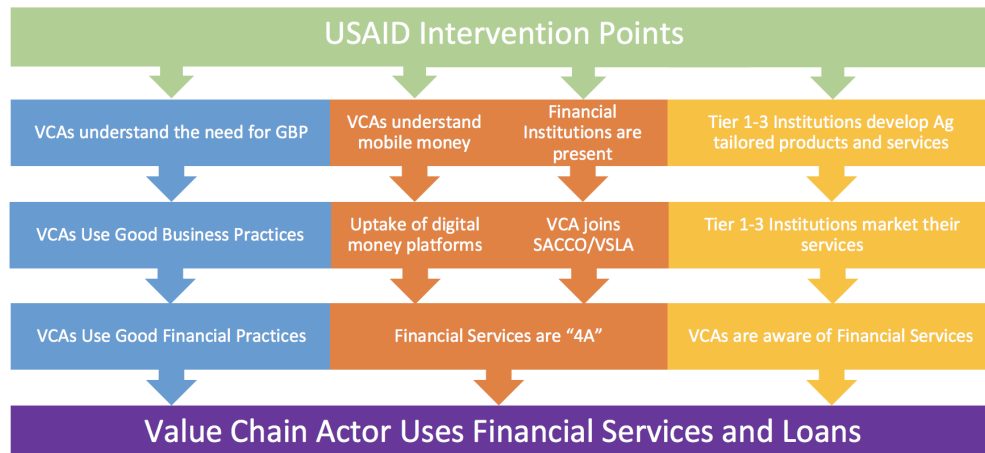 USAID Intervention Points
VCAs understand the need for GBP
VCAs understand
mobile money
Financial
Institutions are
present
Tier 1-3 Institutions develop Ag
tailored products and services
VCAs Use Good Business Practices
Uptake of digital
money platforms
VCA joins
SACCO/VSLA
Tier 1-3 Institutions market their
services
VCAs Use Good Financial Practices
Financial Services are “4A”
VCAs are aware of Financial Services
Value Chain Actor Uses Financial Services and Loans